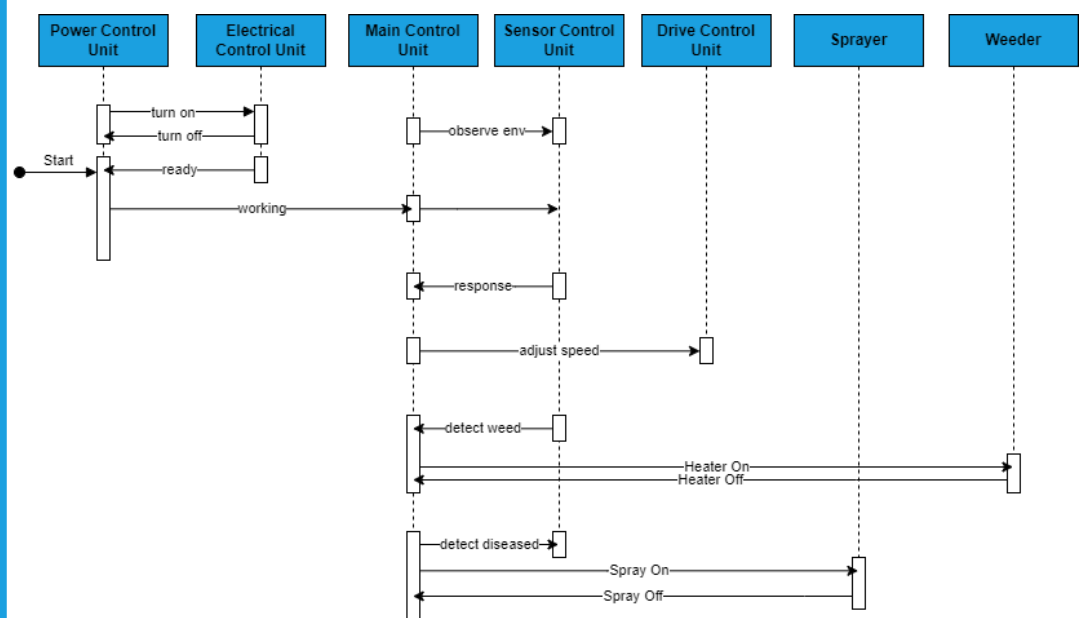 Power Control
Unit
Electrical
Control Unit
Main Control
Unit
Sensor Control
Unit
Drive Control
Unit
Sprayer
Weeder
turn on
turn off
observe env
Start
ready
working
response
adjust speed
detect weed
Heater On
Heater Off
detect diseased
Spray On
Spray Off